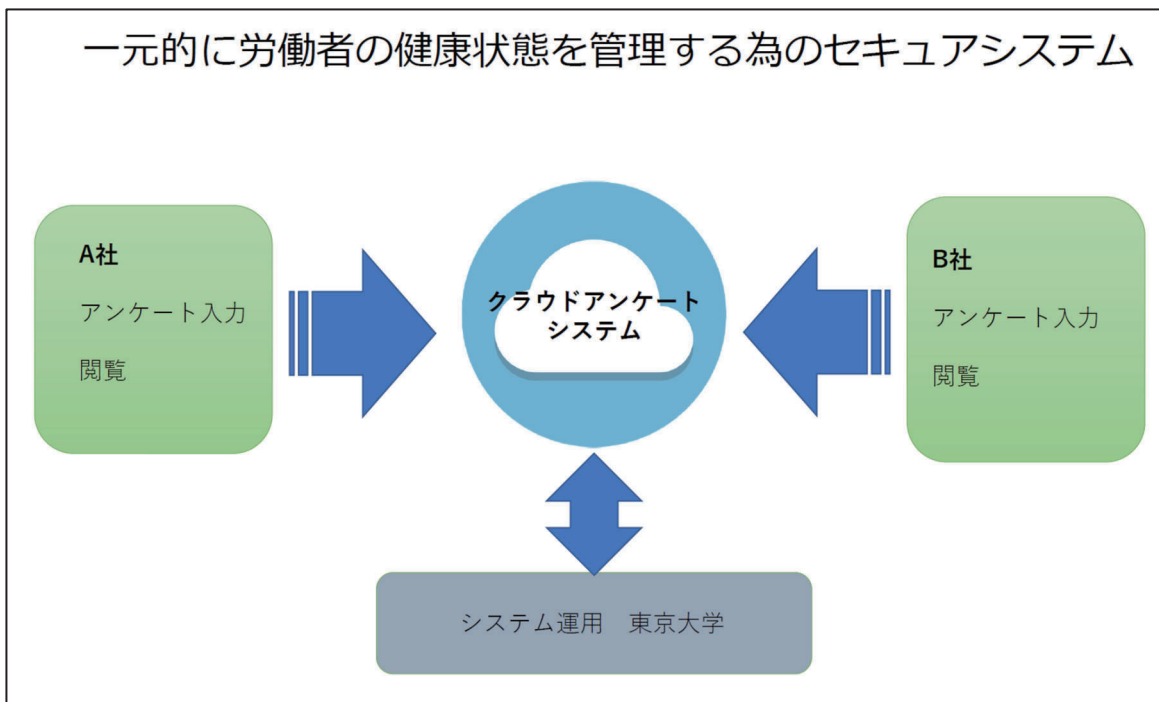 一元的に労働者の健康状態を管理する為のセキュアシステム
A社
アンケート入力
閲覧
クラウドアンケート
システム
B社
アンケート入力
閲覧
システム運用　東京大学